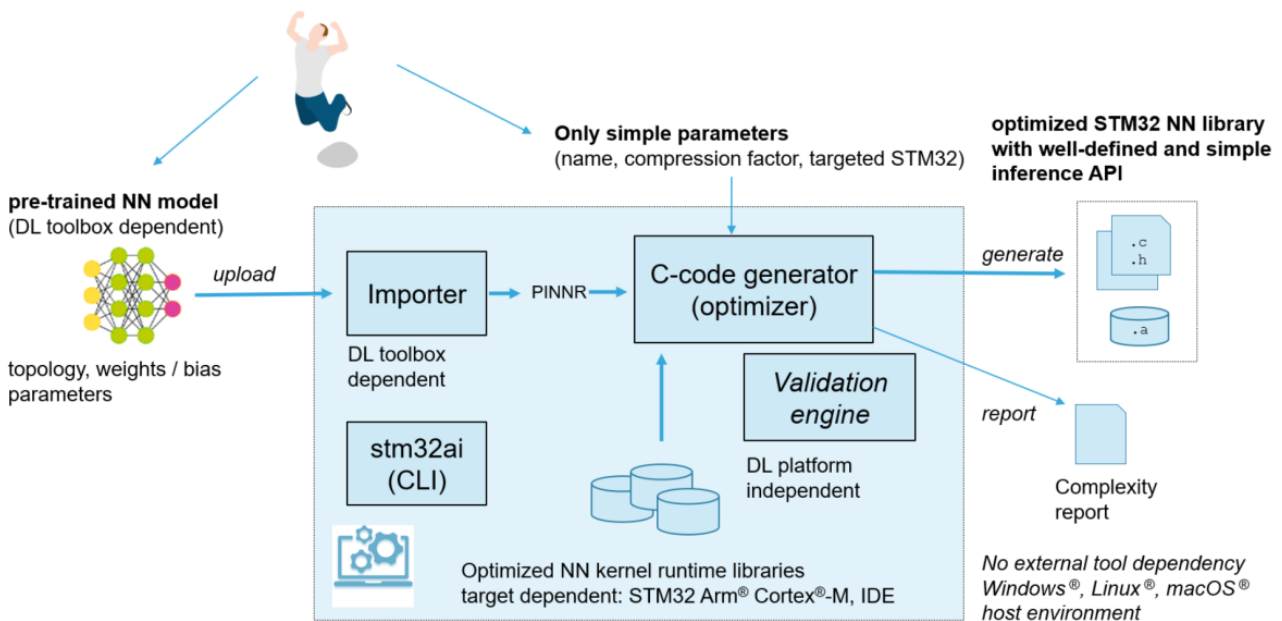 Only simple parameters
(name, compression factor, targeted STM32)
optimized STM32 NN library
with well-defined and simple
inference API
pre-trained NN model
(DL toolbox dependent)
upload
topology, weights / bias
parameters
Importer
DL toolbox
dependent
PINNR
C-code generator
(optimizer)
generate
.c
.h
.a
Validation
engine
DL platform
independent
report
Complexity
report
stm32ai
(CLI)
Optimized NN kernel runtime libraries
target dependent: STM32 Arm® Cortex®-M, IDE
No external tool dependency
Windows®, Linux®, macOS®
host environment